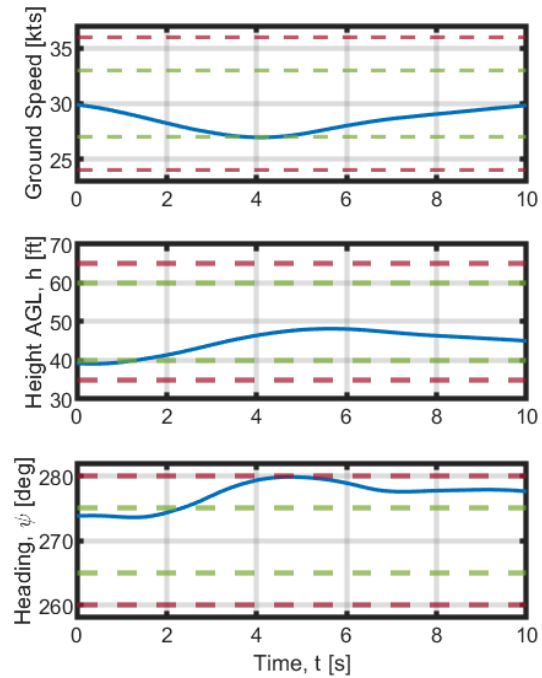 Ground Speed [kts]
35
30
25
0 2 4 6 8 10
Height AGL, h [ft]
70
60
50
40
30
0 2 4 6 8 10
Heading, ψ [deg]
280
270
260
0 2 4 6 8 10
Time, t [s]